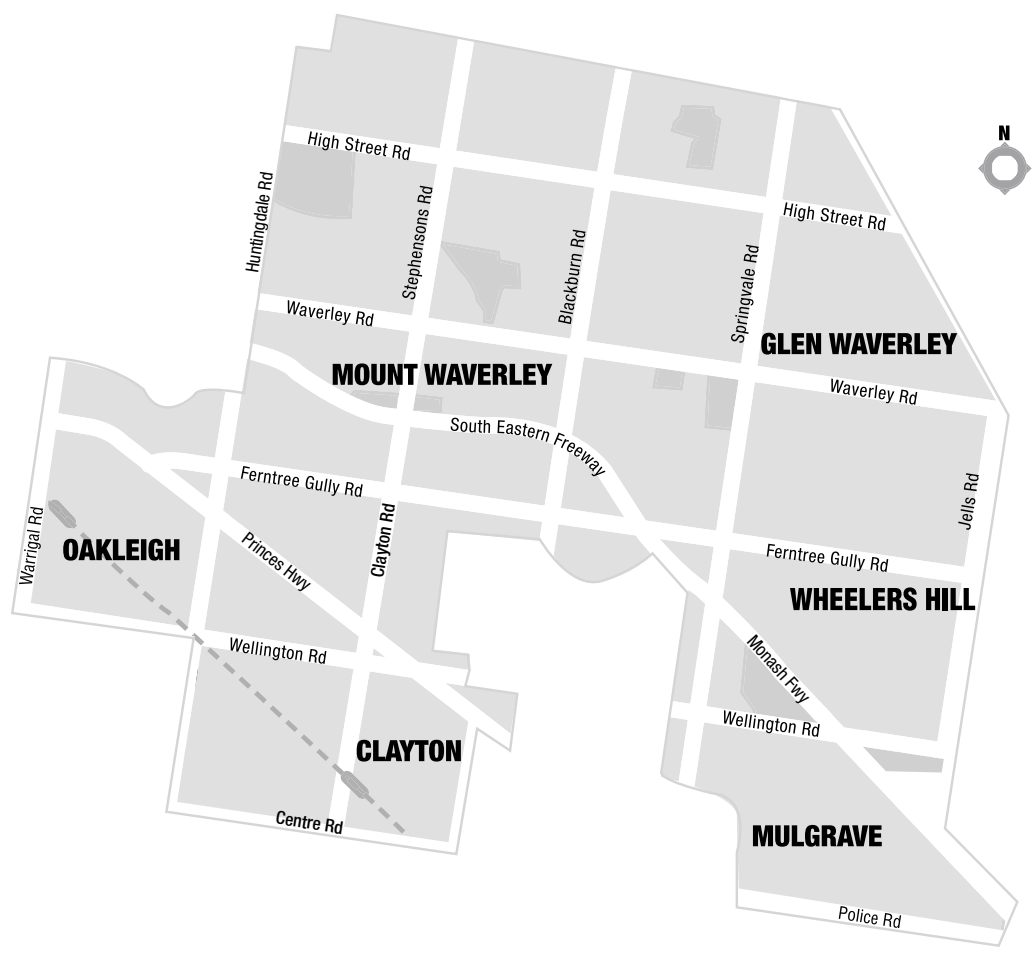 N
High Street Rd
Huntingdale Rd
Stephensons Rd
High Street Rd
Blackburn Rd
Springvale Rd
Waverley Rd
GLEN WAVERLEY
MOUNT WAVERLEY
Waverley Rd
South Eastern Freeway
Ferntree Gully Rd
Jells Rd
Warrigal Rd
OAKLEIGH
Princes Hwy
Clayton Rd
Ferntree Gully Rd
WHEELERS HILL
Wellington Rd
Monash Fwy
Wellington Rd
CLAYTON
Centre Rd
MULGRAVE
Police Rd